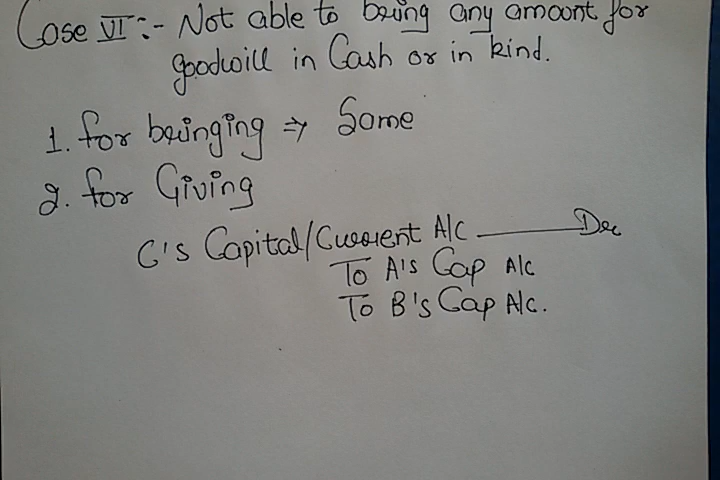 Case VI :- Not able to bring any amount for
goodwill in Cash or in kind.
1. for bringing ⇒ Same
2. for Giving
C's Capital/Current A/c ——— Dr
To A's Cap A/c
To B's Cap A/c.